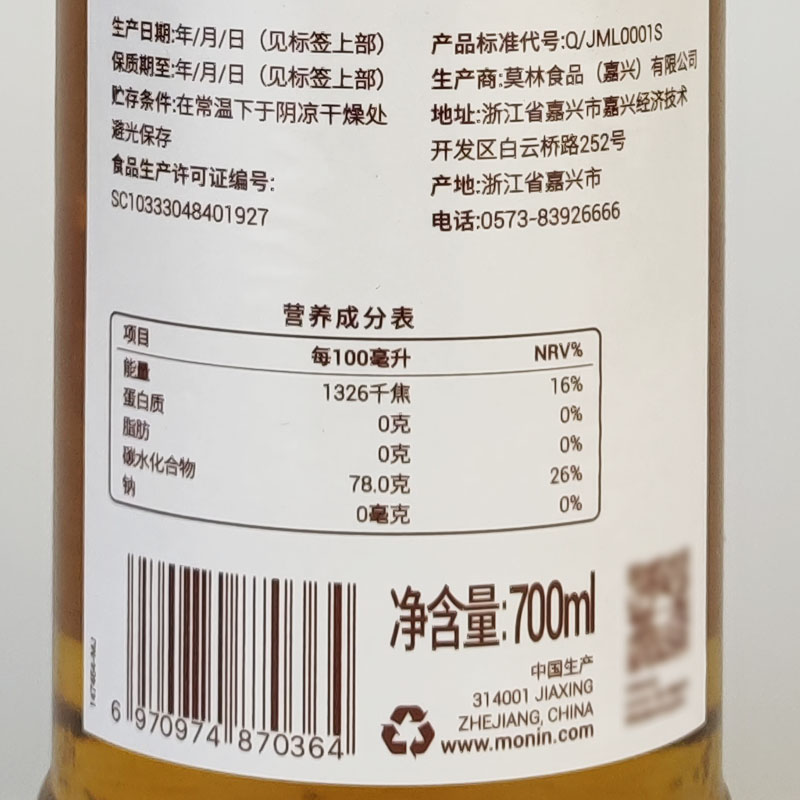 生产日期:年/月/日（见标签上部）
保质期至:年/月/日（见标签上部）
贮存条件:在常温下于阴凉干燥处
避光保存
食品生产许可证编号:
SC10333048401927
产品标准代号:Q/JML0001S
生产商:莫林食品（嘉兴）有限公司
地址:浙江省嘉兴市嘉兴经济技术
开发区白云桥路252号
产地:浙江省嘉兴市
电话:0573-83926666
营养成分表
项目 每100毫升 NRV%
能量 1326千焦 16%
蛋白质 0克 0%
脂肪 0克 0%
碳水化合物 78.0克 26%
钠 0毫克 0%
6 970974 870364
净含量:700ml
中国生产
314001 JIAXING
ZHEJIANG, CHINA
www.monin.com